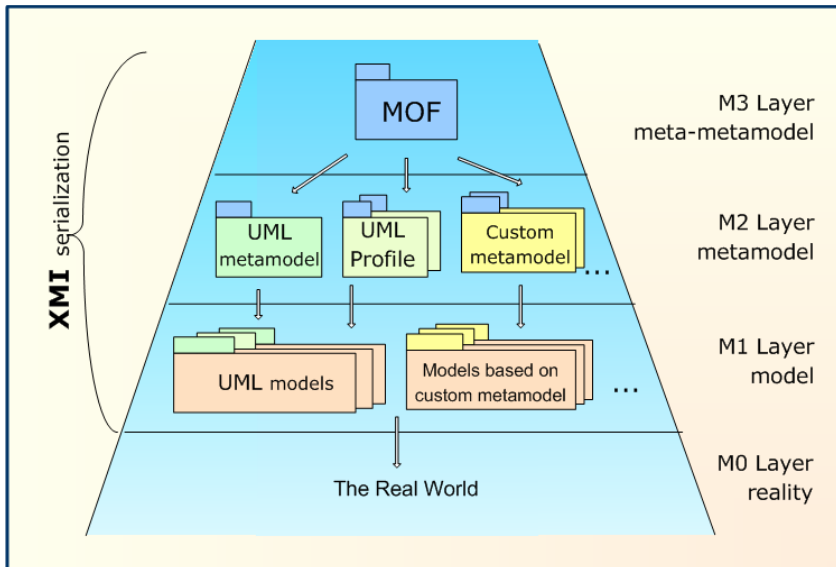 MOF
M3 Layer
meta-metamodel
XMI serialization
UML
metamodel
UML
Profile
Custom
metamodel
...
M2 Layer
metamodel
UML models
Models based on
custom metamodel
...
M1 Layer
model
The Real World
M0 Layer
reality